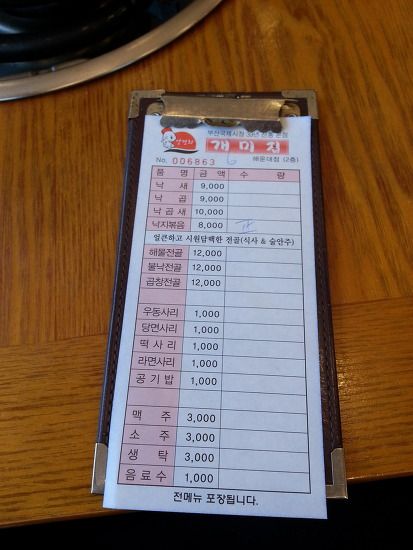 부산국제시장 33년 전통 본점
개미집
해운대점 (2층)
No. 006863 6
품 명 금 액 수 량
낙 새 9,000
낙 곱 9,000
낙 곱 새 10,000
낙지볶음 8,000 正
얼큰하고 시원담백한 전골(식사 & 술안주)
해물전골 12,000
불낙전골 12,000
곱창전골 12,000
우동사리 1,000
당면사리 1,000
떡 사 리 1,000
라면사리 1,000
공 기 밥 1,000
맥 주 3,000
소 주 3,000
생 탁 3,000
음 료 수 1,000
전메뉴 포장됩니다.